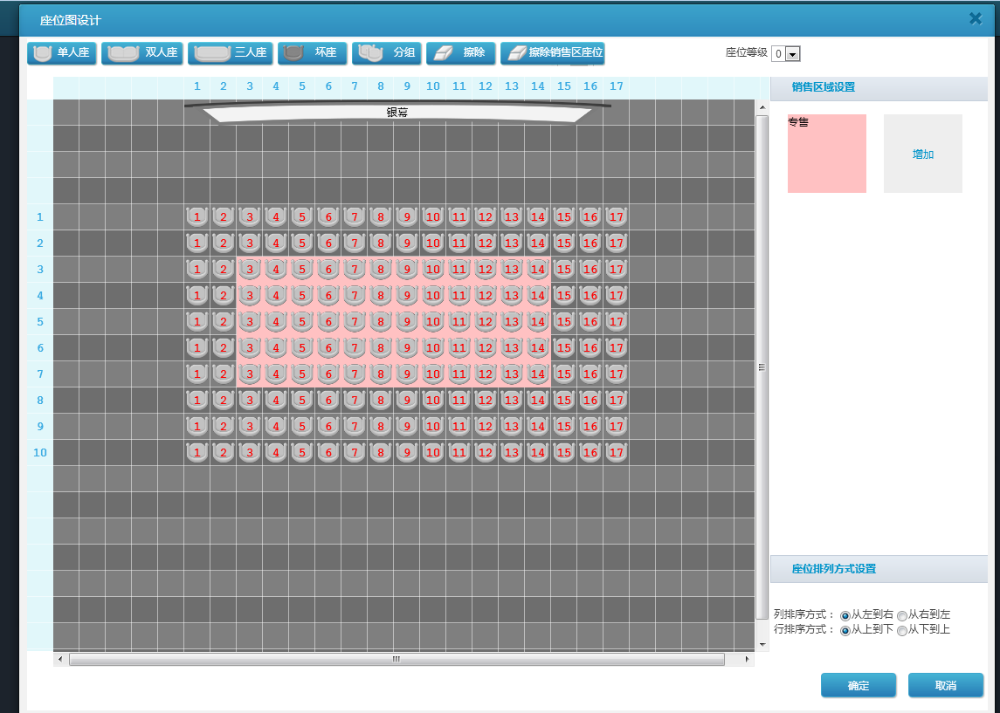 座位图设计
单人座 双人座 三人座 坏座 分组 擦除 擦除销售区座位 座位等级 0
1 2 3 4 5 6 7 8 9 10 11 12 13 14 15 16 17
销售区域设置
银幕
专售
增加
1 1 2 3 4 5 6 7 8 9 10 11 12 13 14 15 16 17
2 1 2 3 4 5 6 7 8 9 10 11 12 13 14 15 16 17
3 1 2 3 4 5 6 7 8 9 10 11 12 13 14 15 16 17
4 1 2 3 4 5 6 7 8 9 10 11 12 13 14 15 16 17
5 1 2 3 4 5 6 7 8 9 10 11 12 13 14 15 16 17
6 1 2 3 4 5 6 7 8 9 10 11 12 13 14 15 16 17
7 1 2 3 4 5 6 7 8 9 10 11 12 13 14 15 16 17
8 1 2 3 4 5 6 7 8 9 10 11 12 13 14 15 16 17
9 1 2 3 4 5 6 7 8 9 10 11 12 13 14 15 16 17
10 1 2 3 4 5 6 7 8 9 10 11 12 13 14 15 16 17
座位排列方式设置
列排序方式： 从左到右 从右到左
行排序方式： 从上到下 从下到上
确定 取消